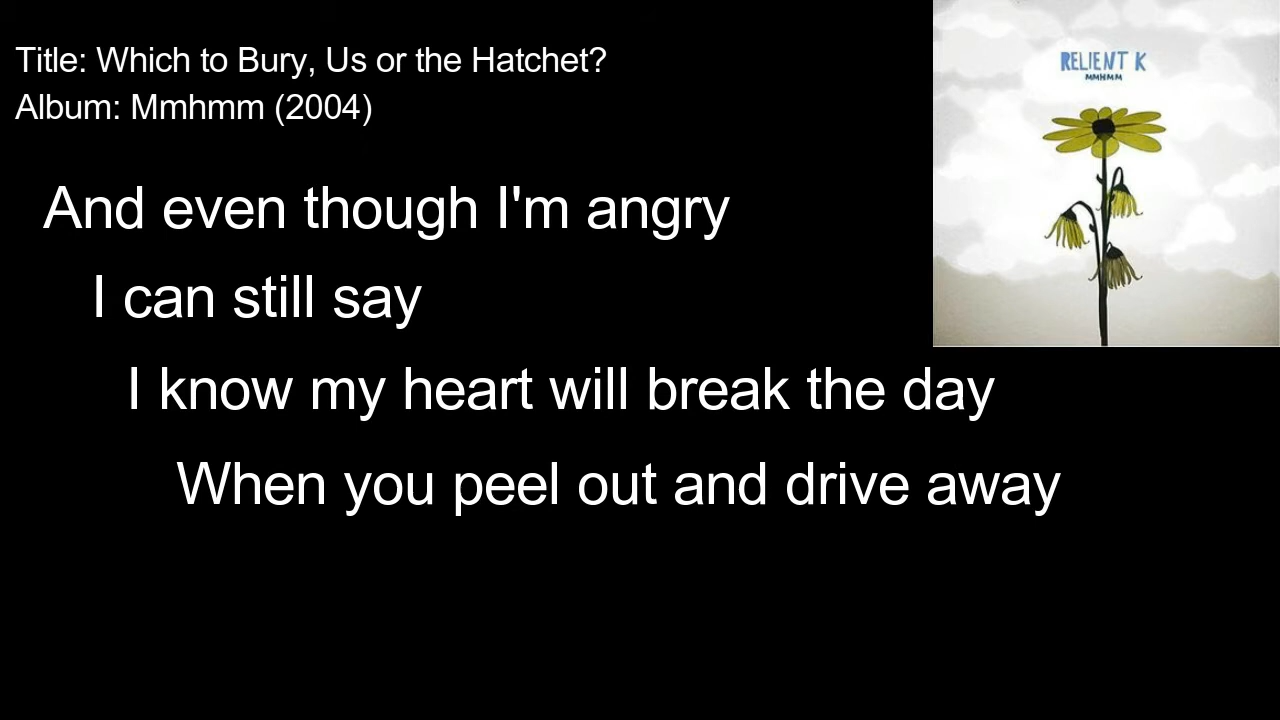 Title: Which to Bury, Us or the Hatchet?
Album: Mmhmm (2004)
RELIENT K
MMHMM
And even though I'm angry
I can still say
I know my heart will break the day
When you peel out and drive away